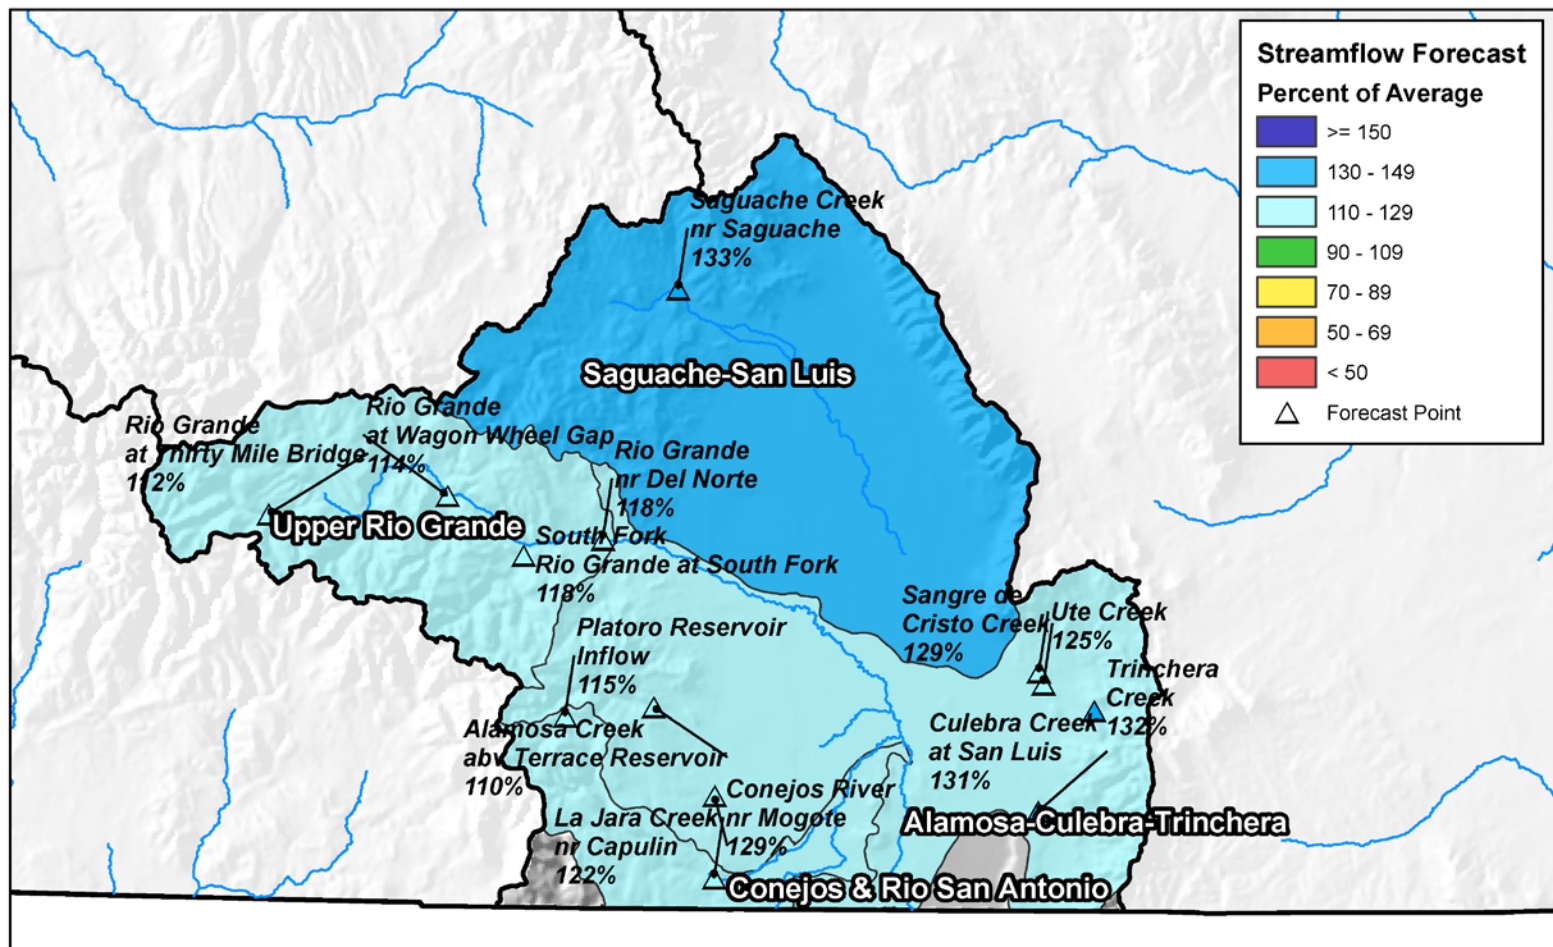 Streamflow Forecast
Percent of Average
>= 150
130 - 149
110 - 129
90 - 109
70 - 89
50 - 69
< 50
Forecast Point
Saguache Creek
nr Saguache
133%
Saguache-San Luis
Rio Grande
at Thirty Mile Bridge
112%
Rio Grande
at Wagon Wheel Gap
114%
Rio Grande
nr Del Norte
118%
Upper Rio Grande
South Fork
Rio Grande at South Fork
118%
Sangre de
Cristo Creek
129%
Ute Creek
125%
Platoro Reservoir
Inflow
115%
Trinchera
Creek
132%
Alamosa Creek
abv Terrace Reservoir
110%
Culebra Creek
at San Luis
131%
Conejos River
nr Mogote
129%
La Jara Creek
nr Capulin
122%
Alamosa-Culebra-Trinchera
Conejos & Rio San Antonio